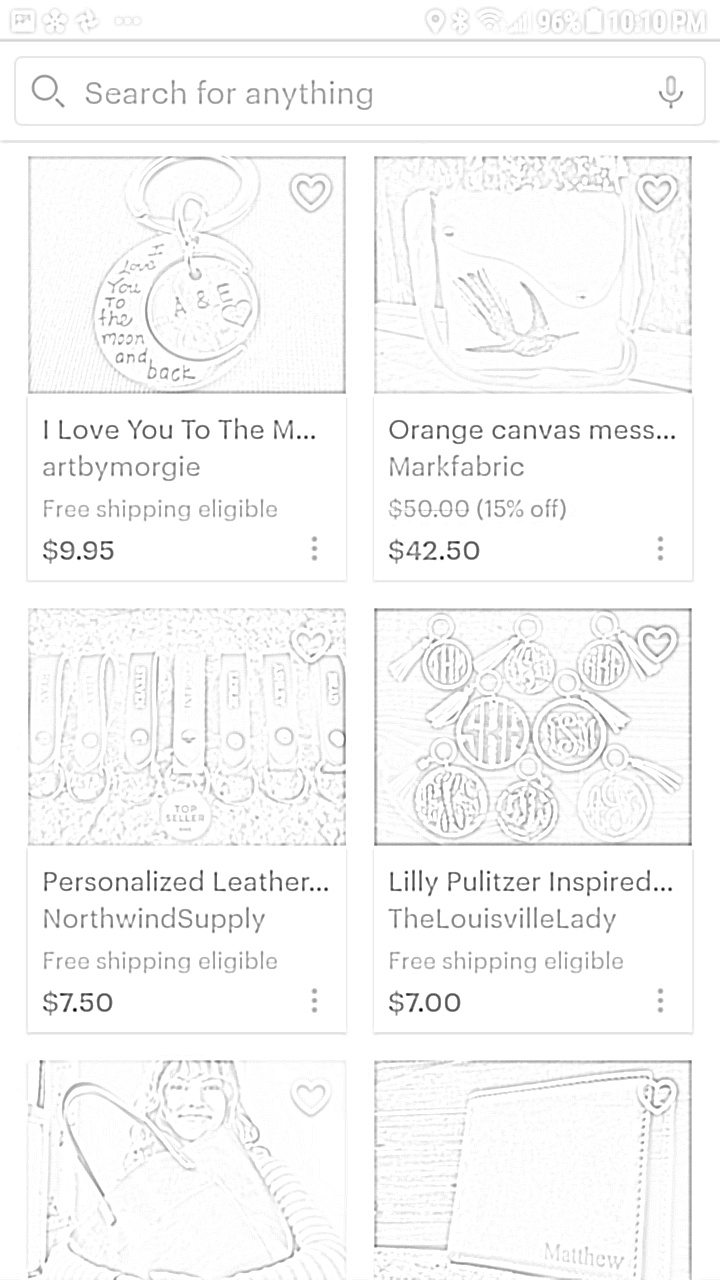 96% 10:10 PM
Search for anything
I
Love
You
To
the
moon
and
back
A & E
I Love You To The M...
artbymorgie
Free shipping eligible
$9.95
Orange canvas mess...
Markfabric
$50.00 (15% off)
$42.50
TOP
SELLER
Personalized Leather...
NorthwindSupply
Free shipping eligible
$7.50
Lilly Pulitzer Inspired...
TheLouisvilleLady
Free shipping eligible
$7.00
Matthew